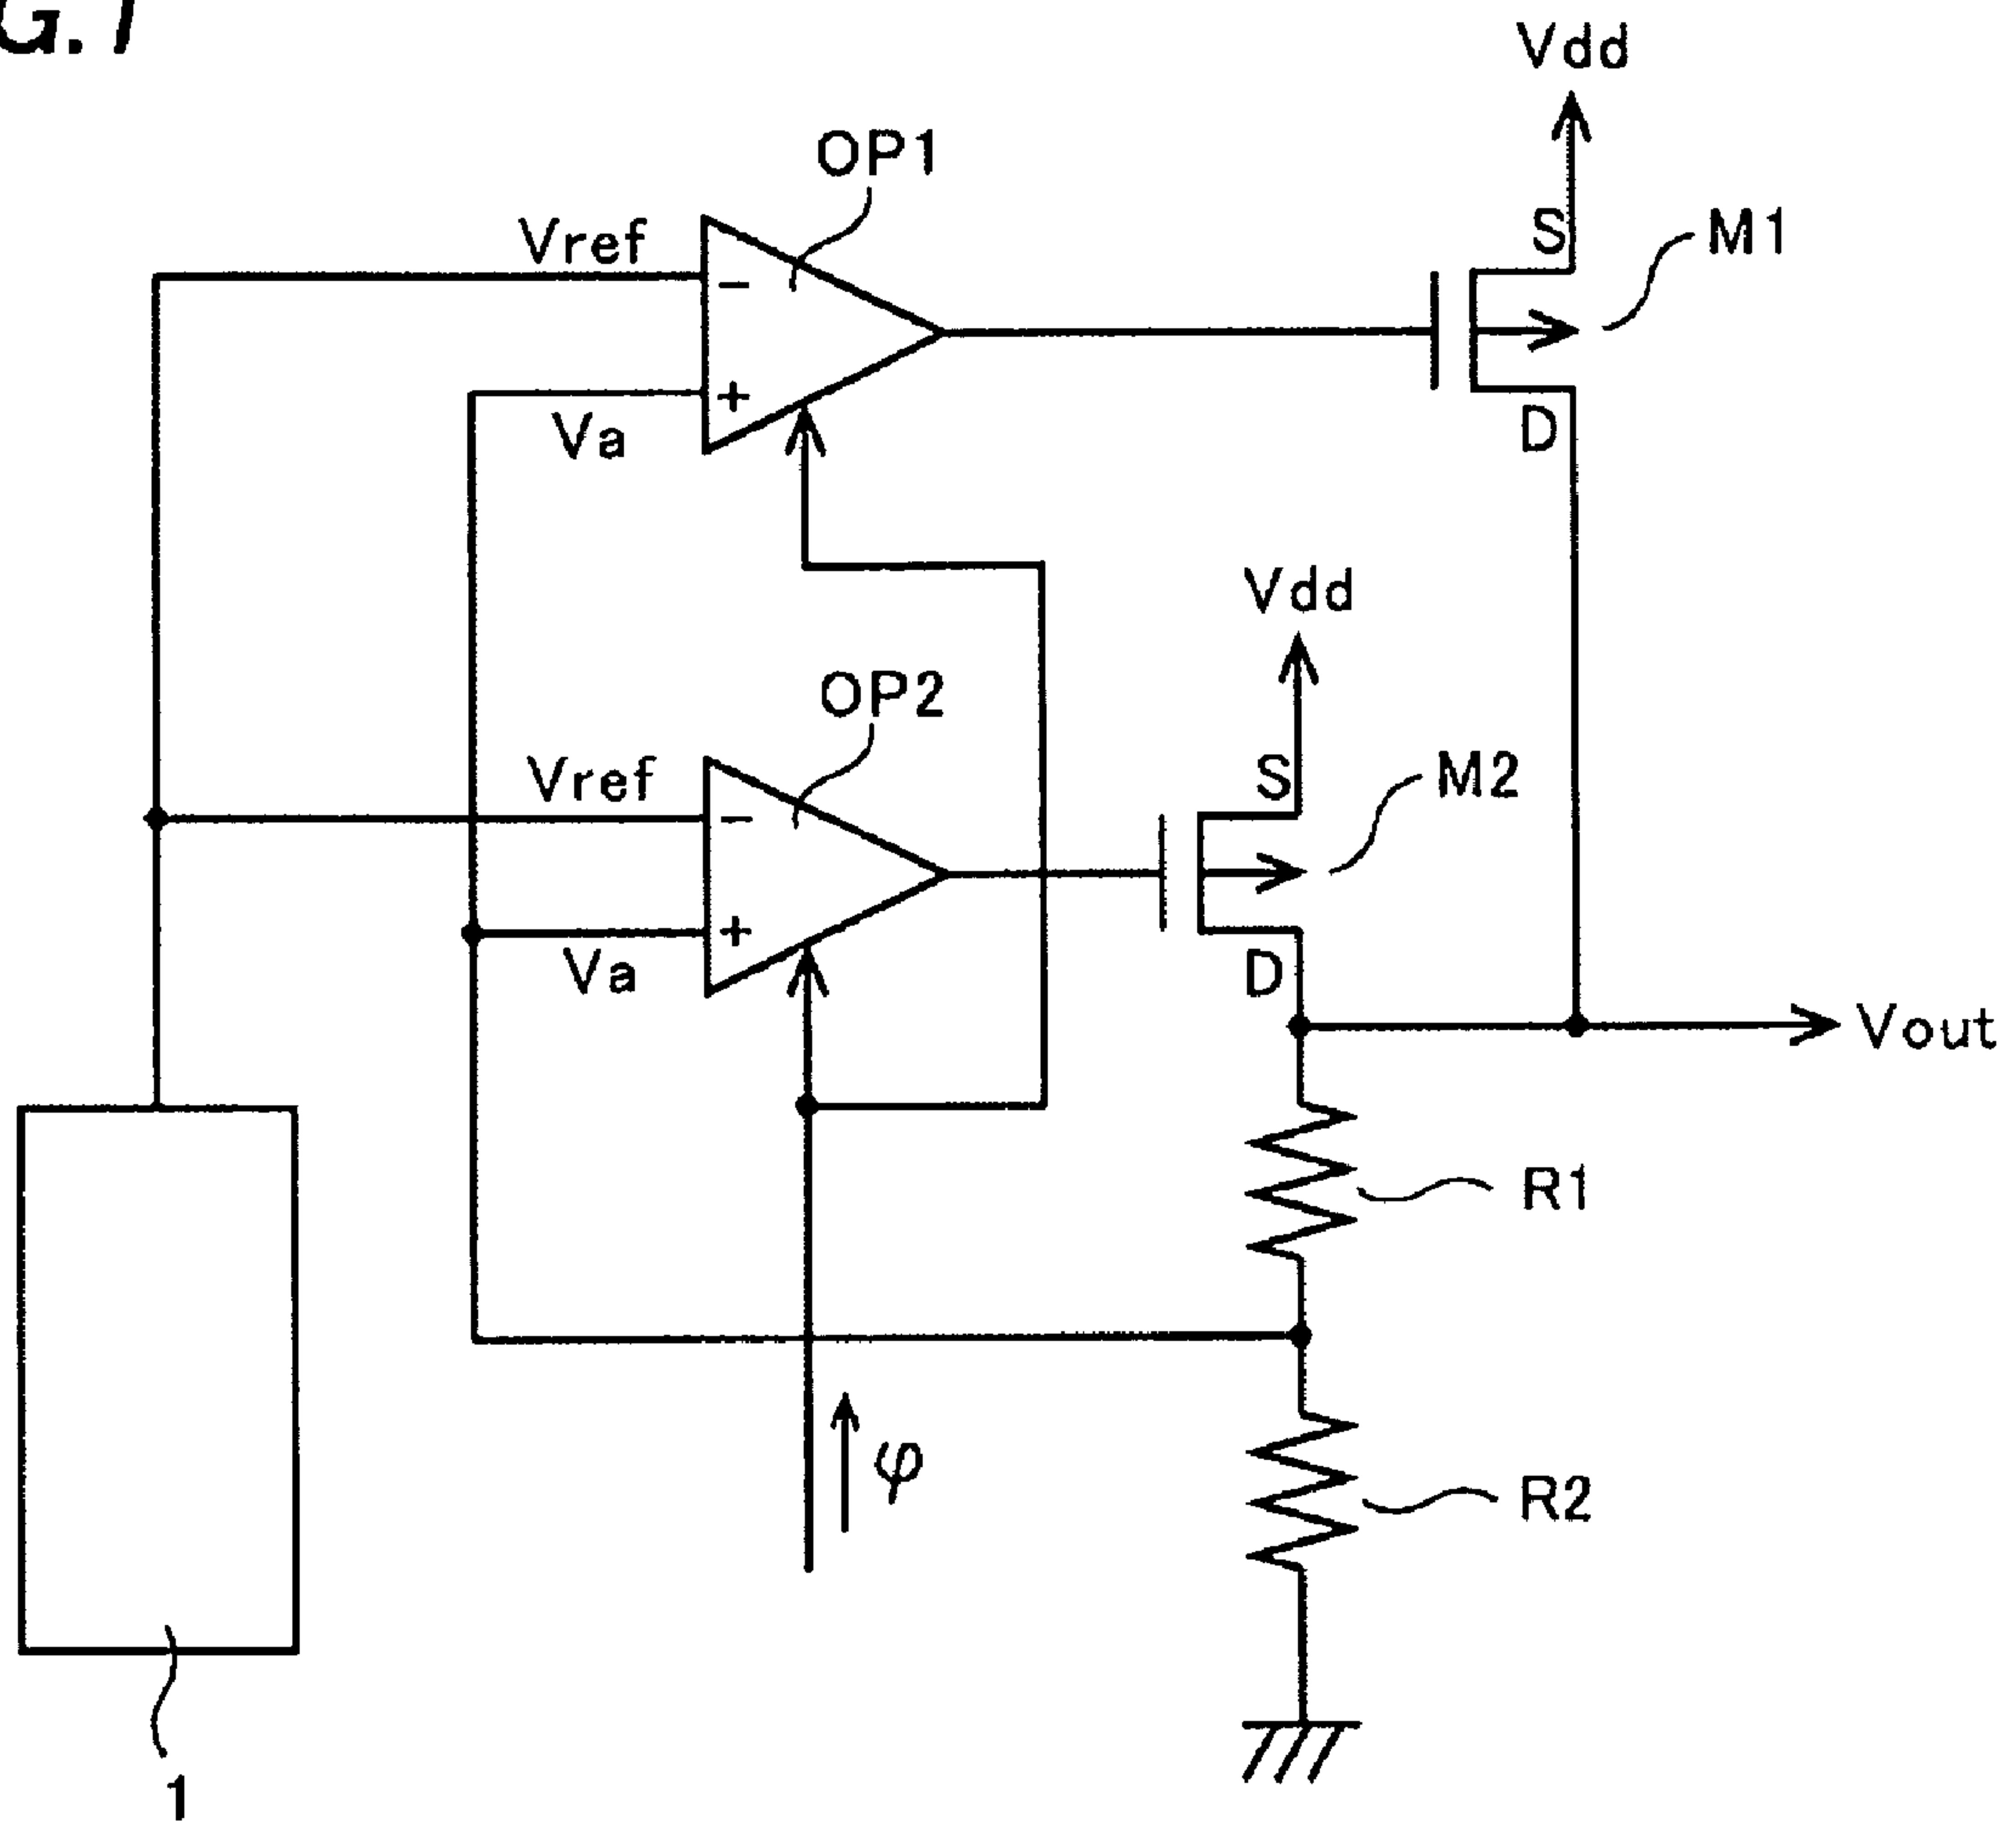 G.1
Vdd
OP1
Vref
S
M1
-
+
Va
D
Vdd
OP2
Vref
S
M2
-
+
Va
D
Vout
R1
φ
R2
1